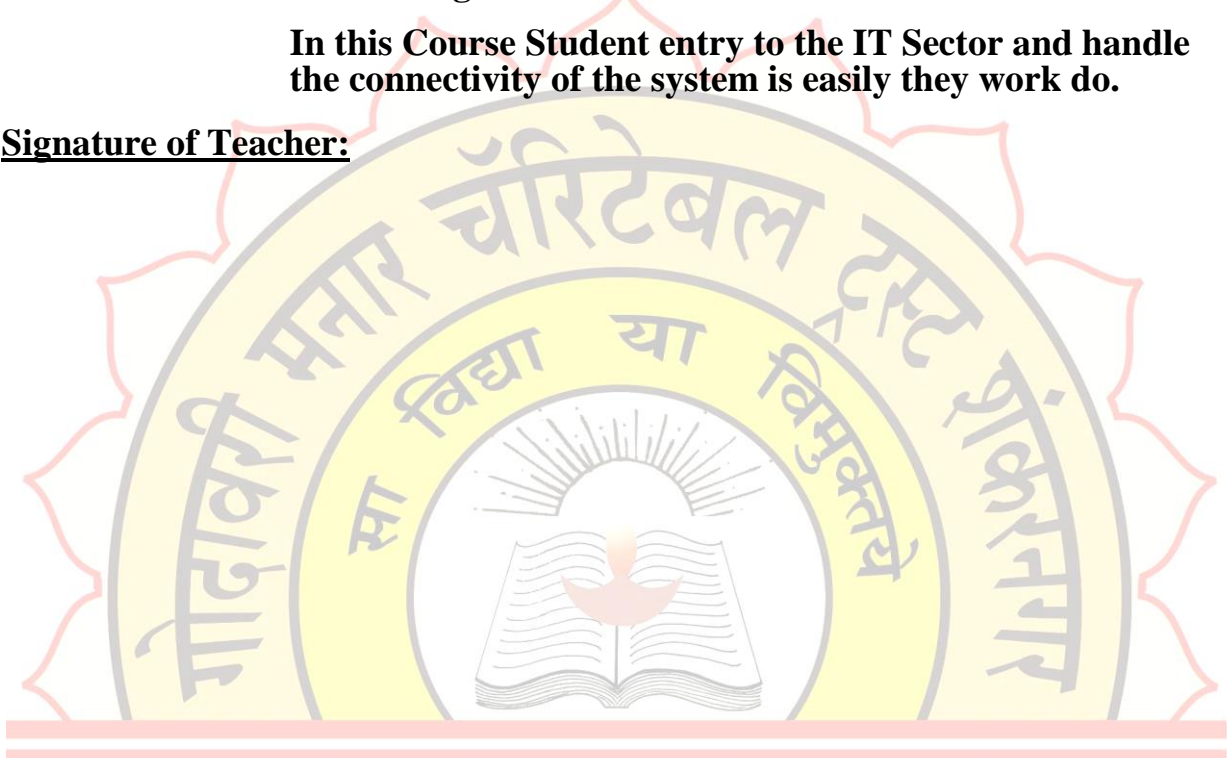 In this Course Student entry to the IT Sector and handle
the connectivity of the system is easily they work do.
Signature of Teacher:
गोदावरी मनार चॅरिटेबल ट्रस्ट शंकरनगर
सा विद्या या विमुक्तये